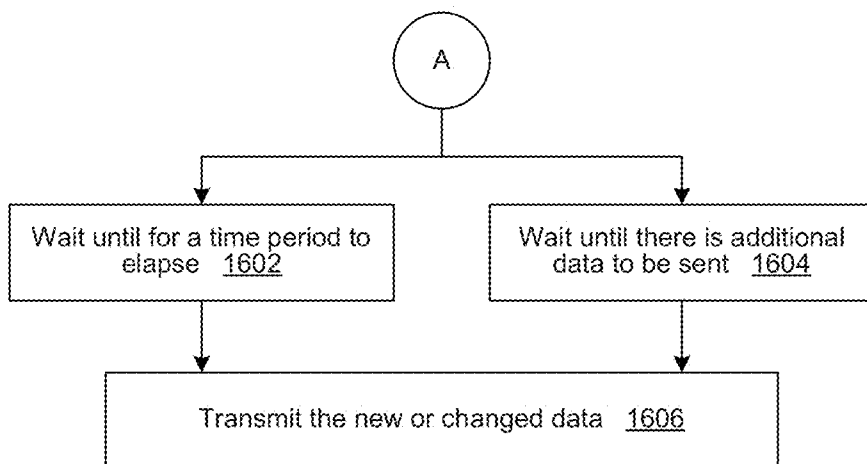 A
Wait until for a time period to
elapse 1602
Wait until there is additional
data to be sent 1604
Transmit the new or changed data 1606